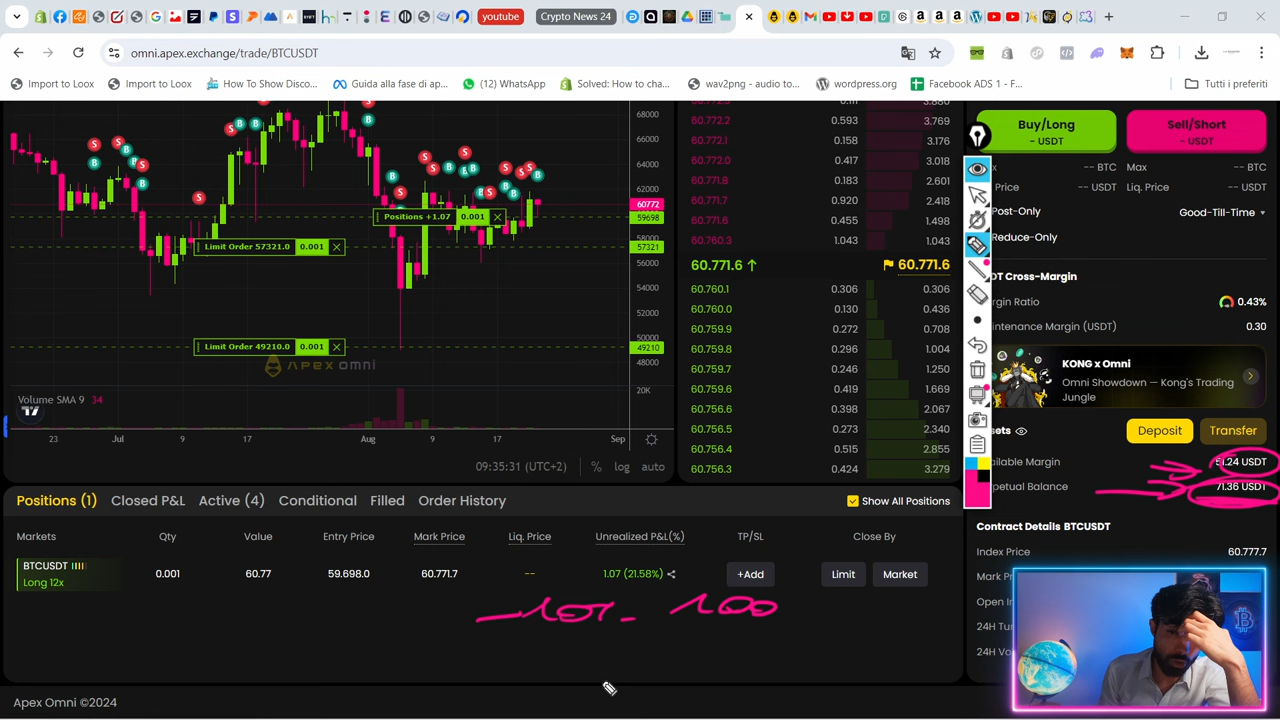 youtube
Crypto News 24
omni.apex.exchange/trade/BTCUSDT
Import to Loox
Import to Loox
How To Show Disco...
Guida alla fase di ap...
(12) WhatsApp
Solved: How to cha...
wav2png - audio to...
wordpress.org
Facebook ADS 1 - F...
Tutti i preferiti
68000
66000
64000
62000
60772
59698
57321
56000
54000
52000
50000
49210
48000
20K
Positions +1.07 0.001
Limit Order 57321.0 0.001
Limit Order 49210.0 0.001
APEX omni
Volume SMA 9 34
23 Jul 9 17 Aug 9 17 Sep
09:35:31 (UTC+2) % log auto
60.772.3 3.880
60.772.2 0.593 3.769
60.772.1 0.158 3.176
60.772.0 0.417 3.018
60.771.8 0.183 2.601
60.771.7 0.920 2.418
60.771.6 0.455 1.498
60.760.3 1.043 1.043
60.771.6 ↑ 60.771.6
60.760.1 0.306 0.306
60.760.0 0.130 0.436
60.759.9 0.272 0.708
60.759.8 0.296 1.004
60.759.7 0.246 1.250
60.759.6 0.419 1.669
60.756.6 0.398 2.067
60.756.5 0.273 2.340
60.756.4 0.515 2.855
60.756.3 0.424 3.279
Buy/Long
- USDT
Sell/Short
- USDT
x -- BTC Max -- BTC
Price -- USDT Liq. Price -- USDT
Post-Only Good-Till-Time
Reduce-Only
DT Cross-Margin
rgin Ratio 0.43%
intenance Margin (USDT) 0.30
KONG x Omni
Omni Showdown — Kong's Trading
Jungle
sets Deposit Transfer
ailable Margin 51.24 USDT
rpetual Balance 71.36 USDT
Contract Details BTCUSDT
Index Price 60.777.7
Mark Pr
Open In
24H Tur
24H Vo
Positions (1) Closed P&L Active (4) Conditional Filled Order History Show All Positions
Markets Qty Value Entry Price Mark Price Liq. Price Unrealized P&L(%) TP/SL Close By
BTCUSDT
Long 12x
0.001 60.77 59.698.0 60.771.7 -- 1.07 (21.58%) +Add Limit Market
100
Apex Omni ©2024